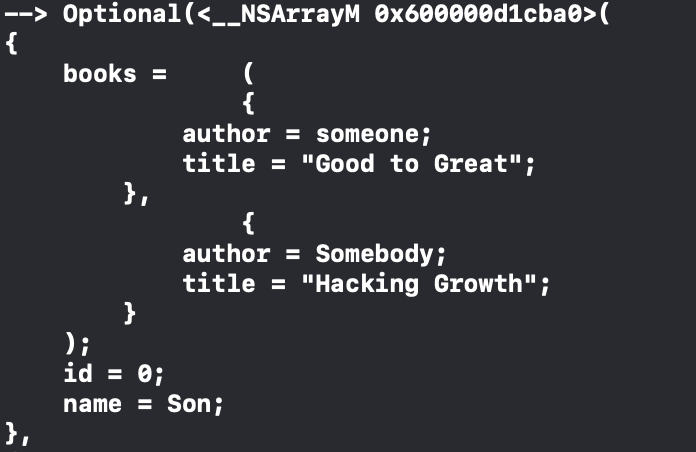 --> Optional(<__NSArrayM 0x600000d1cba0>(
{
    books =     (
                {
            author = someone;
            title = "Good to Great";
        },
                {
            author = Somebody;
            title = "Hacking Growth";
        }
    );
    id = 0;
    name = Son;
},